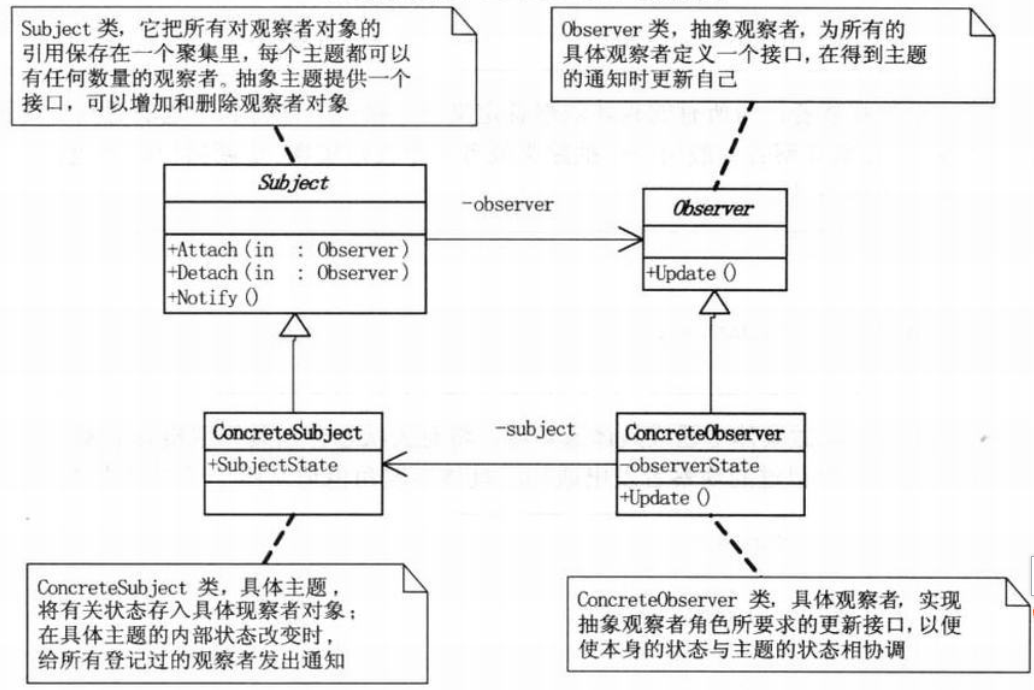 Subject 类，它把所有对观察者对象的
引用保存在一个聚集里，每个主题都可以
有任何数量的观察者。抽象主题提供一个
接口，可以增加和删除观察者对象
Observer 类，抽象观察者，为所有的
具体观察者定义一个接口，在得到主题
的通知时更新自己
Subject
+Attach(in : Observer)
+Detach(in : Observer)
+Notify()
-observer
Observer
+Update()
ConcreteSubject
+SubjectState
-subject
ConcreteObserver
-observerState
+Update()
ConcreteSubject 类，具体主题，
将有关状态存入具体现察者对象；
在具体主题的内部状态改变时，
给所有登记过的观察者发出通知
ConcreteObserver 类，具体观察者，实现
抽象观察者角色所要求的更新接口，以便
使本身的状态与主题的状态相协调